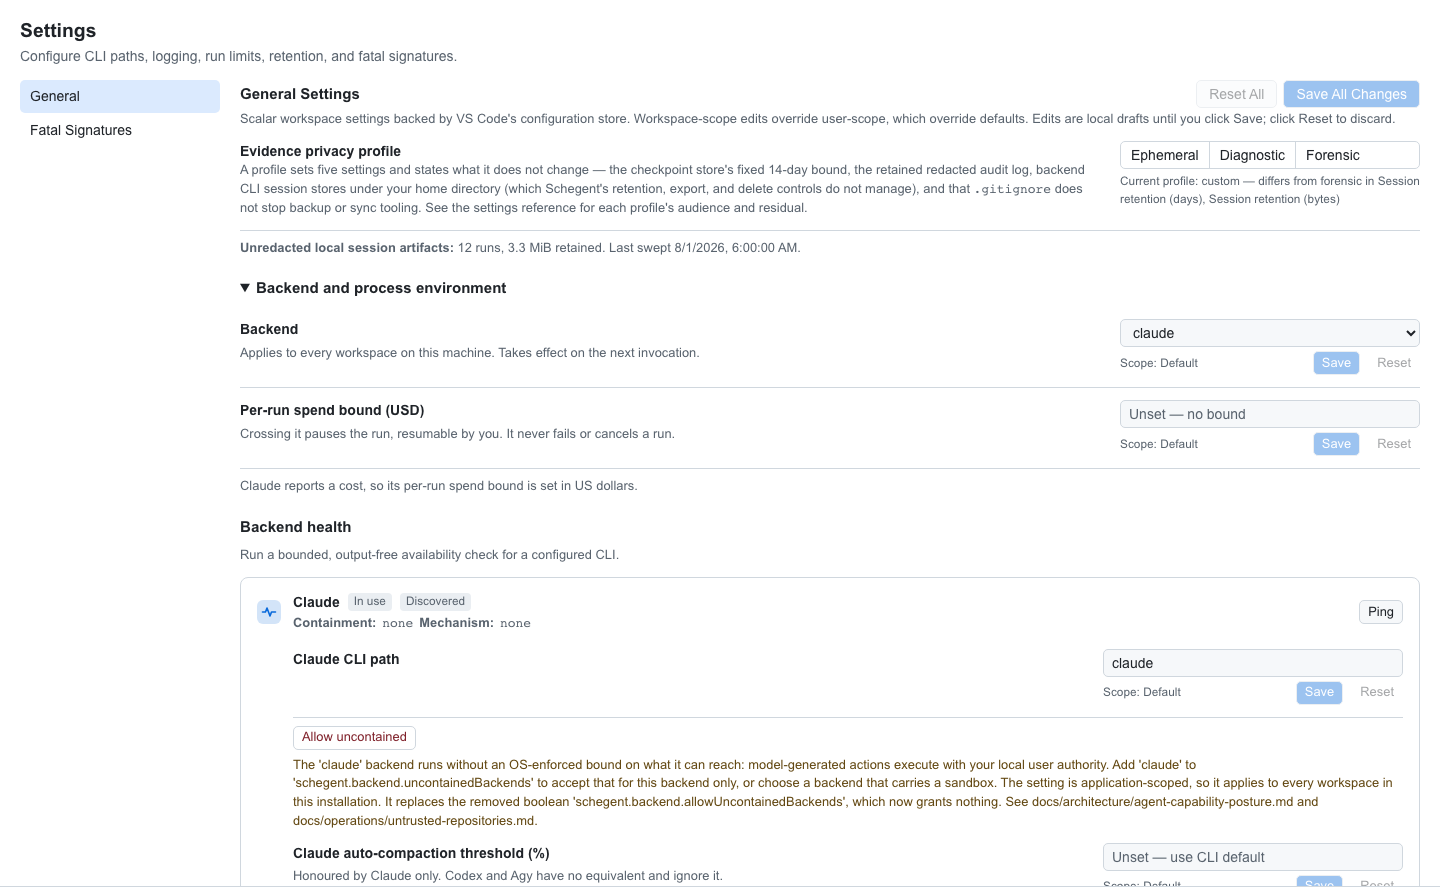 Settings
Configure CLI paths, logging, run limits, retention, and fatal signatures.
General
Fatal Signatures
General Settings
Reset All
Save All Changes
Scalar workspace settings backed by VS Code's configuration store. Workspace-scope edits override user-scope, which override defaults. Edits are local drafts until you click Save; click Reset to discard.
Evidence privacy profile
A profile sets five settings and states what it does not change — the checkpoint store's fixed 14-day bound, the retained redacted audit log, backend
CLI session stores under your home directory (which Schegent's retention, export, and delete controls do not manage), and that .gitignore does
not stop backup or sync tooling. See the settings reference for each profile's audience and residual.
Ephemeral
Diagnostic
Forensic
Current profile: custom — differs from forensic in Session
retention (days), Session retention (bytes)
Unredacted local session artifacts: 12 runs, 3.3 MiB retained. Last swept 8/1/2026, 6:00:00 AM.
Backend and process environment
Backend
Applies to every workspace on this machine. Takes effect on the next invocation.
claude
Scope: Default
Save
Reset
Per-run spend bound (USD)
Crossing it pauses the run, resumable by you. It never fails or cancels a run.
Unset — no bound
Scope: Default
Save
Reset
Claude reports a cost, so its per-run spend bound is set in US dollars.
Backend health
Run a bounded, output-free availability check for a configured CLI.
Claude
In use
Discovered
Containment: none Mechanism: none
Ping
Claude CLI path
claude
Scope: Default
Save
Reset
Allow uncontained
The 'claude' backend runs without an OS-enforced bound on what it can reach: model-generated actions execute with your local user authority. Add 'claude' to
'schegent.backend.uncontainedBackends' to accept that for this backend only, or choose a backend that carries a sandbox. The setting is application-scoped, so it applies to every workspace in
this installation. It replaces the removed boolean 'schegent.backend.allowUncontainedBackends', which now grants nothing. See docs/architecture/agent-capability-posture.md and
docs/operations/untrusted-repositories.md.
Claude auto-compaction threshold (%)
Honoured by Claude only. Codex and Agy have no equivalent and ignore it.
Unset — use CLI default
Scope: Default
Save
Reset